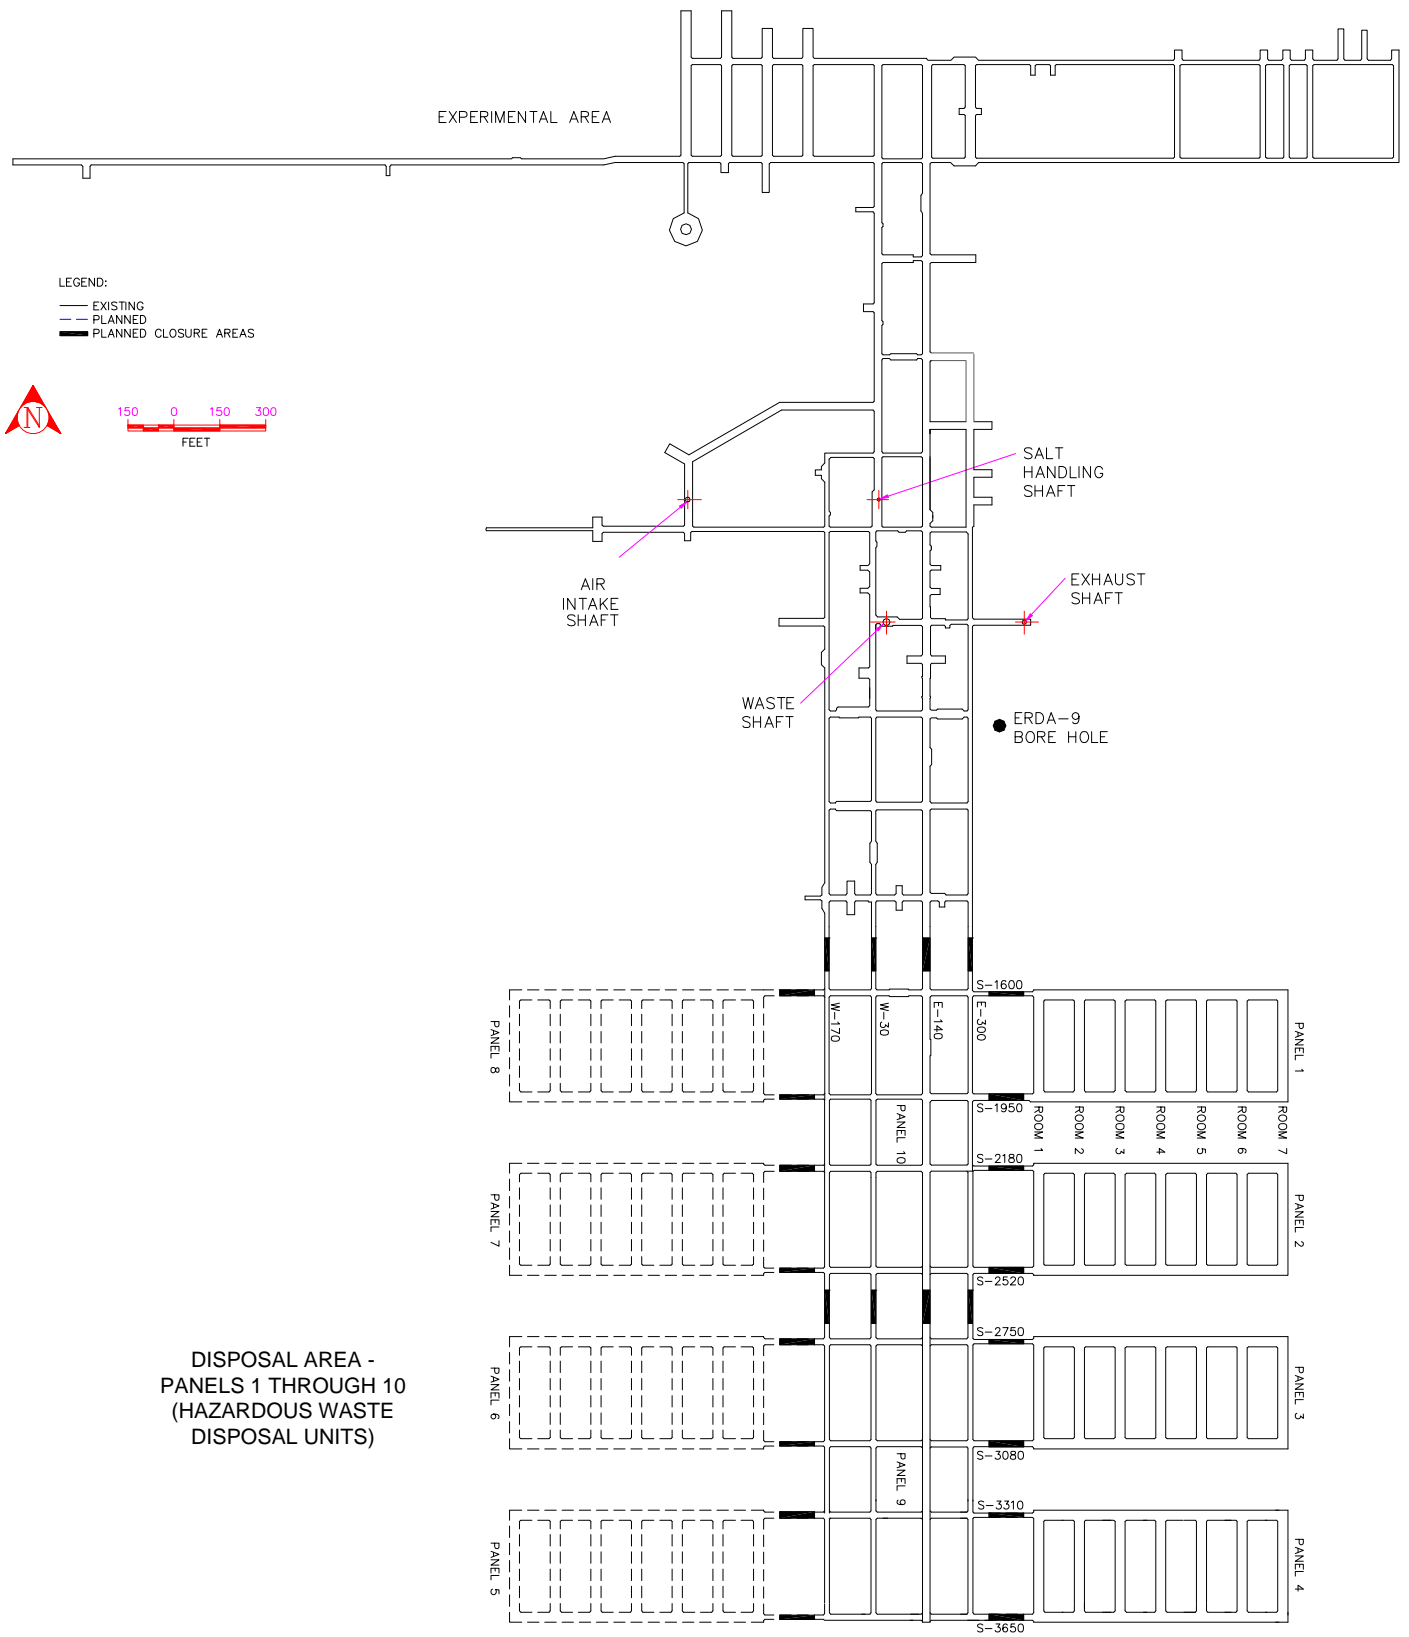 EXPERIMENTAL AREA
LEGEND:
EXISTING
PLANNED
PLANNED CLOSURE AREAS
N
150 0 150 300
FEET
SALT
HANDLING
SHAFT
AIR
INTAKE
SHAFT
EXHAUST
SHAFT
WASTE
SHAFT
ERDA-9
BORE HOLE
S-1600
W-170
W-30
E-140
E-300
PANEL 8
PANEL 1
S-1950
PANEL 10
ROOM 1
ROOM 2
ROOM 3
ROOM 4
ROOM 5
ROOM 6
ROOM 7
S-2180
PANEL 7
PANEL 2
S-2520
S-2750
DISPOSAL AREA -
PANELS 1 THROUGH 10
(HAZARDOUS WASTE
DISPOSAL UNITS)
PANEL 6
PANEL 3
S-3080
PANEL 9
S-3310
PANEL 5
PANEL 4
S-3650